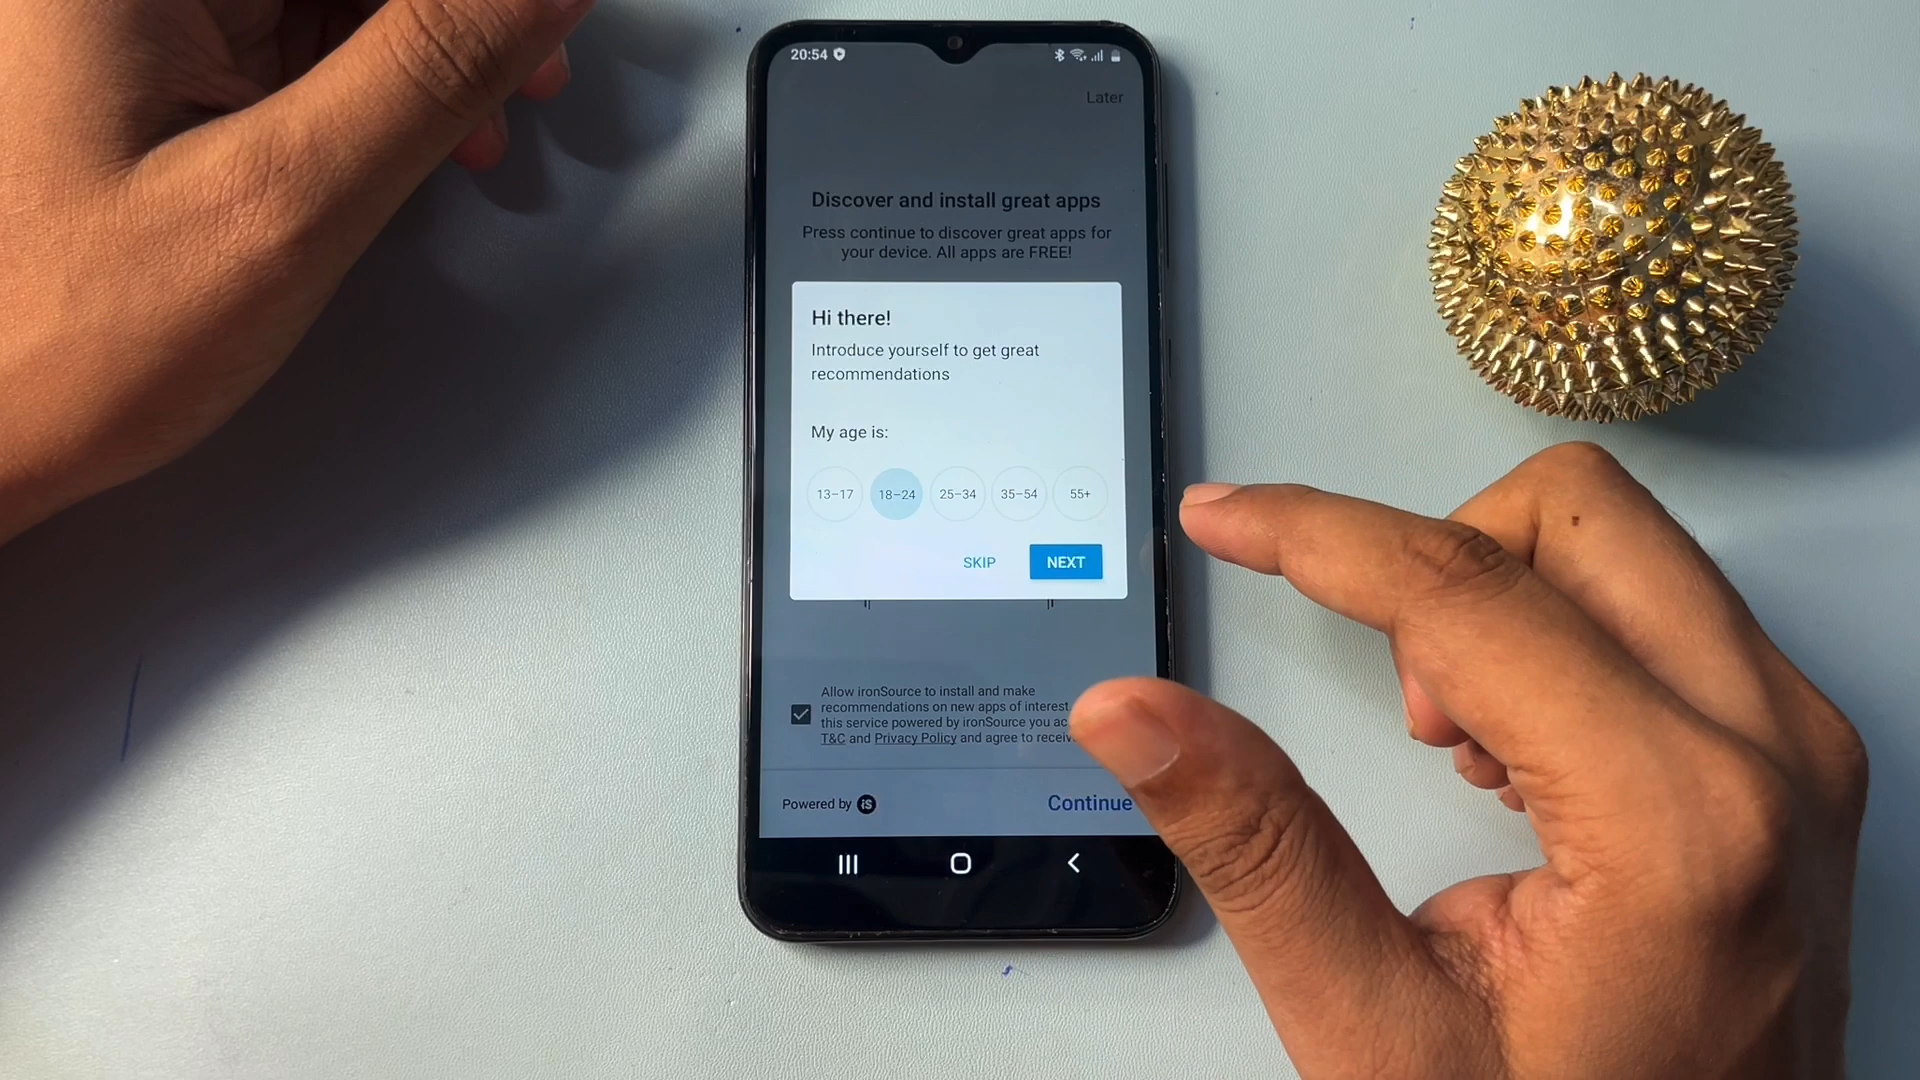 20:54
Later
Discover and install great apps
Press continue to discover great apps for
your device. All apps are FREE!
Hi there!
Introduce yourself to get great
recommendations
My age is:
13–17 18–24 25–34 35–54 55+
SKIP NEXT
Allow ironSource to install and make
recommendations on new apps of interest.
this service powered by ironSource you
T&C and Privacy Policy and agree to
Powered by iS
Continue